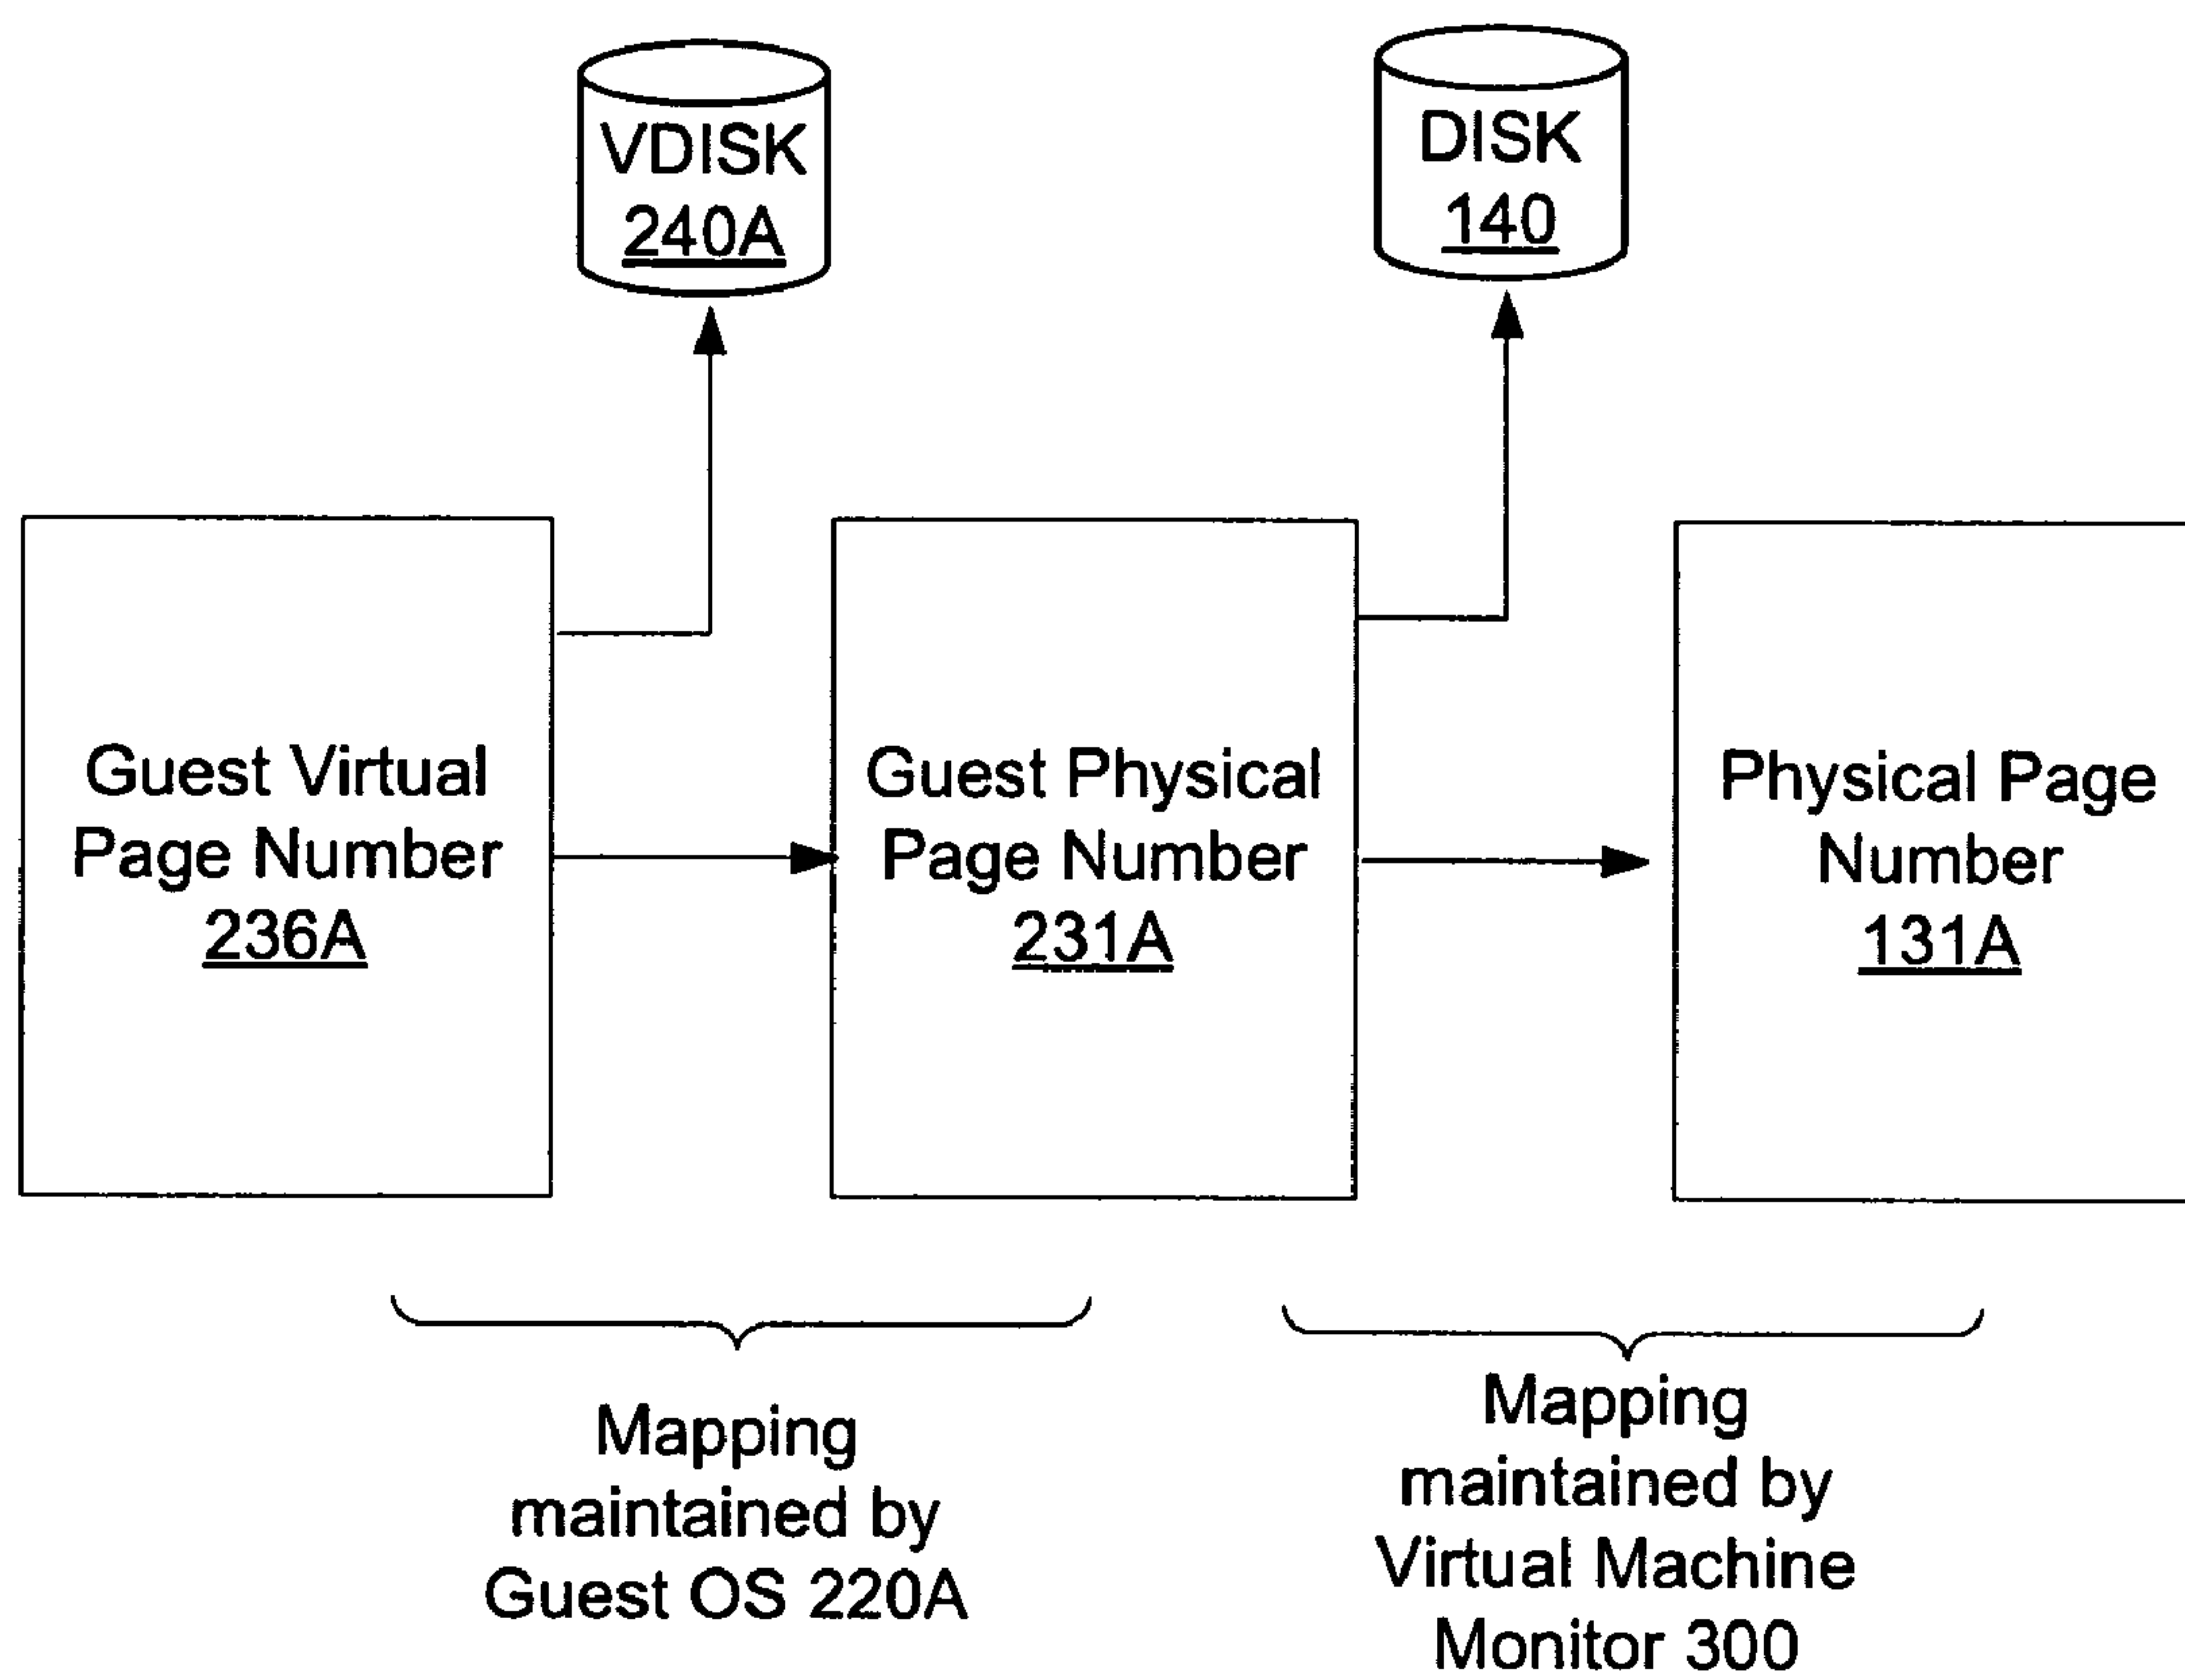 VDISK
240A
DISK
140
Guest Virtual
Page Number
236A
Guest Physical
Page Number
231A
Physical Page
Number
131A
Mapping
maintained by
Guest OS 220A
Mapping
maintained by
Virtual Machine
Monitor 300